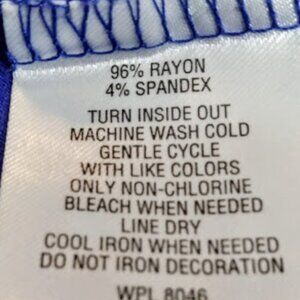 96% RAYON
4% SPANDEX
TURN INSIDE OUT
MACHINE WASH COLD
GENTLE CYCLE
WITH LIKE COLORS
ONLY NON-CHLORINE
BLEACH WHEN NEEDED
LINE DRY
COOL IRON WHEN NEEDED
DO NOT IRON DECORATION
WPL 8046